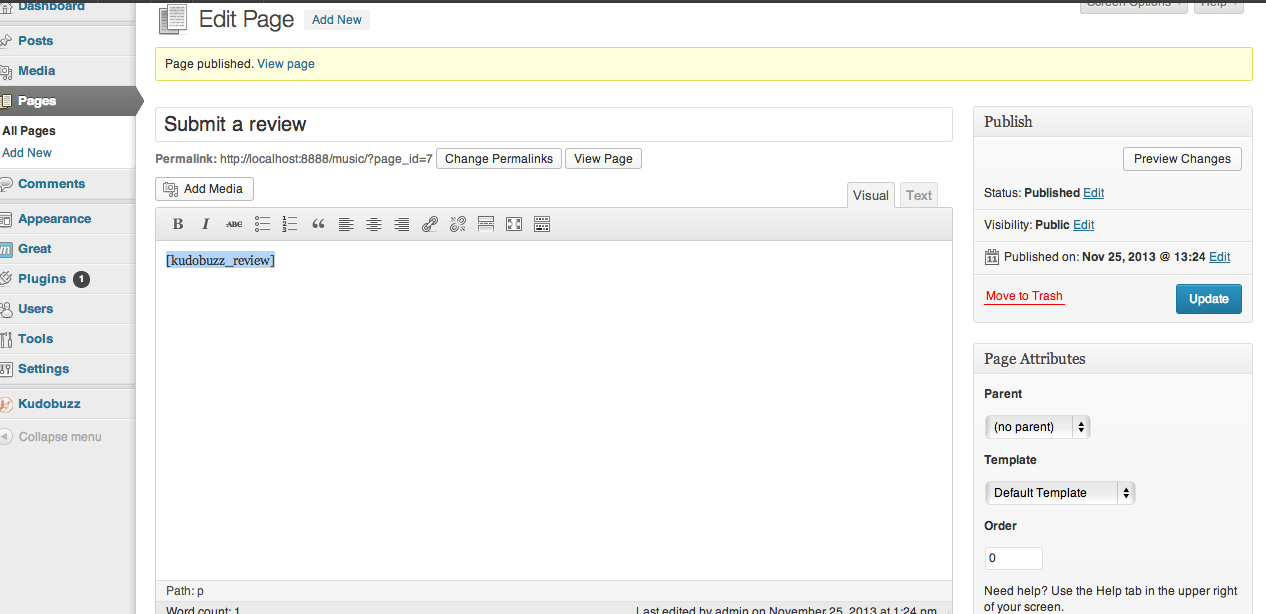 Dashboard
Posts
Media
Pages
All Pages
Add New
Comments
Appearance
Great
Plugins 1
Users
Tools
Settings
Kudobuzz
Collapse menu
Screen Options
Help
Edit Page Add New
Page published. View page
Submit a review
Permalink: http://localhost:8888/music/?page_id=7 Change Permalinks View Page
Add Media
Visual Text
B I ABC
[kudobuzz_review]
Path: p
Word count: 1 Last edited by admin on November 25, 2013 at 1:24 pm
Publish
Preview Changes
Status: Published Edit
Visibility: Public Edit
11 Published on: Nov 25, 2013 @ 13:24 Edit
Move to Trash Update
Page Attributes
Parent
(no parent)
Template
Default Template
Order
0
Need help? Use the Help tab in the upper right
of your screen.